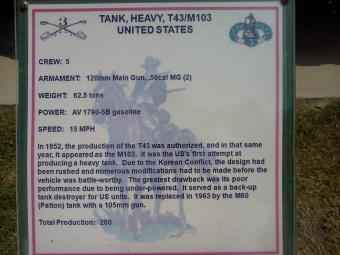 3
TANK, HEAVY, T43/M103
UNITED STATES
CREW: 5
ARMAMENT: 120mm Main Gun, .50cal MG (2)
WEIGHT: 62.5 tons
POWER: AV 1790-5B gasoline
SPEED: 15 MPH
In 1952, the production of the T43 was authorized, and in that same
year, it appeared as the M103. It was the US's first attempt at
producing a heavy tank. Due to the Korean Conflict, the design had
been rushed and numerous modifications had to be made before the
vehicle was battle-worthy. The greatest drawback was its poor
performance due to being under-powered. It served as a back-up
tank destroyer for US units. It was replaced in 1963 by the M60
(Patton) tank with a 105mm gun.
Total Production: 200